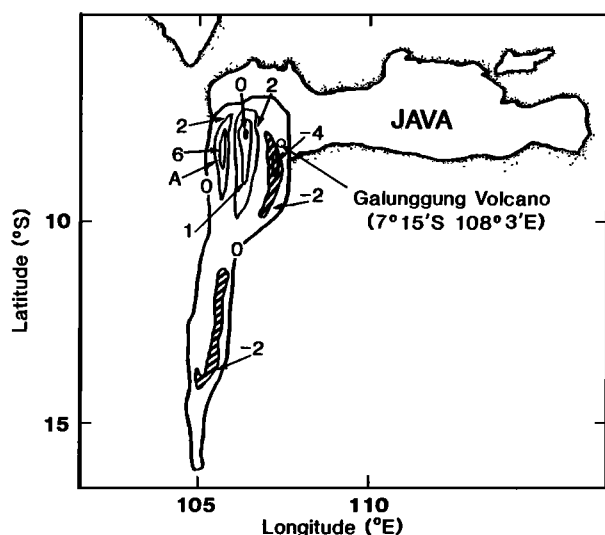 0
2
2
JAVA
-4
6
A
0
-2
Galunggung Volcano
(7° 15'S 108° 3'E)
1
10
0
Latitude (°S)
-2
15
105
110
Longitude (°E)